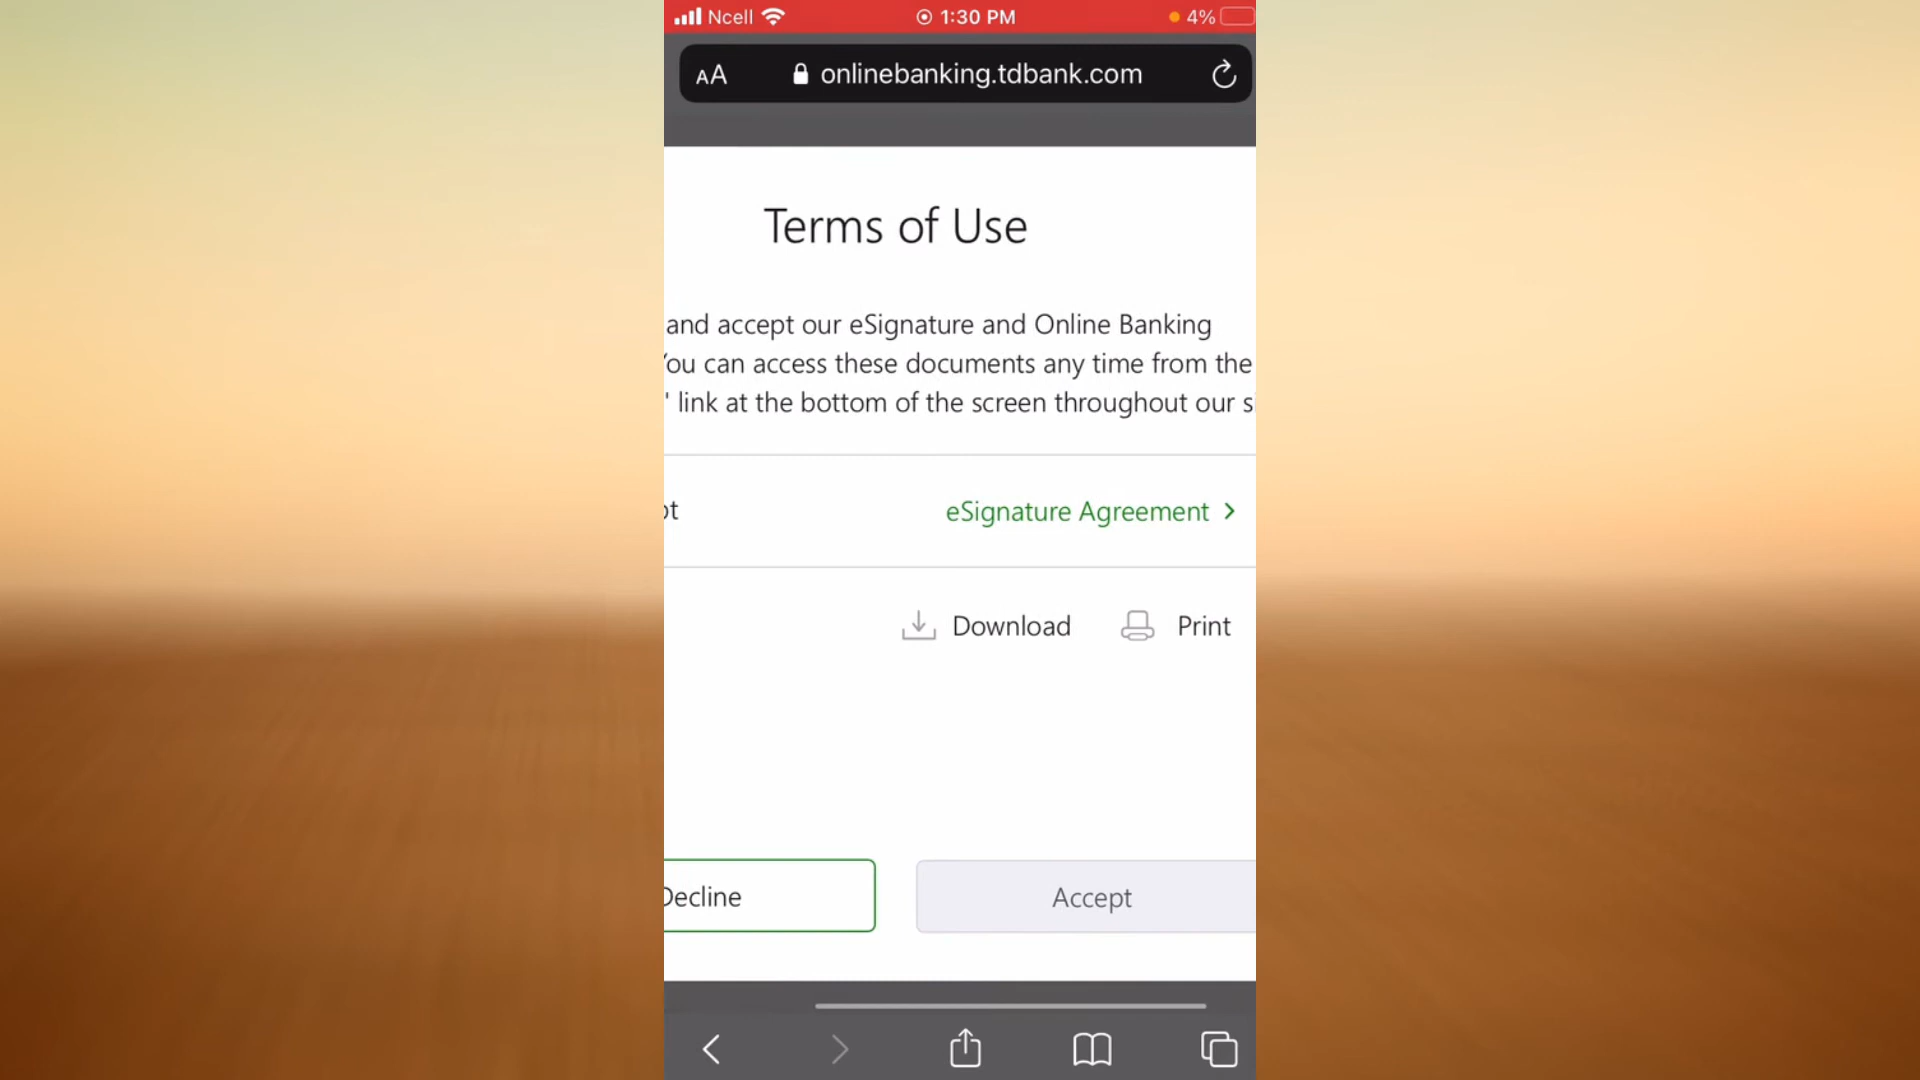 Ncell 1:30 PM 4%
AA onlinebanking.tdbank.com
Terms of Use
and accept our eSignature and Online Banking
ou can access these documents any time from the
' link at the bottom of the screen throughout our s
eSignature Agreement
Download Print
Decline Accept